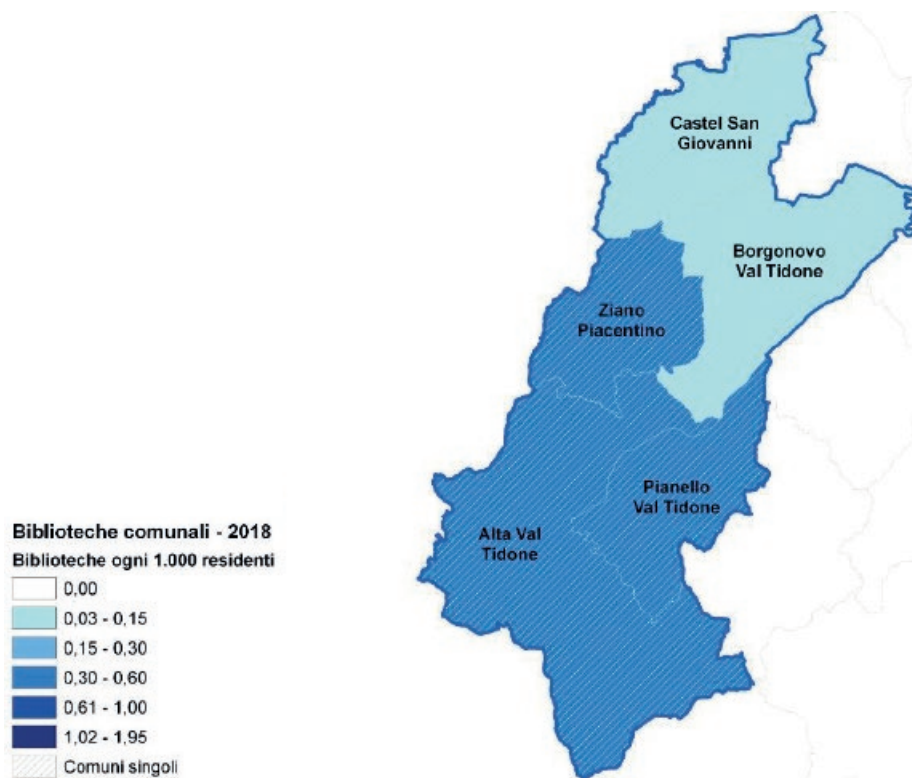 Castel San
Giovanni
Borgonovo
Val Tidone
Ziano
Piacentino
Pianello
Val Tidone
Alta Val
Tidone
Biblioteche comunali - 2018
Biblioteche ogni 1.000 residenti
0,00
0,03 - 0,15
0,15 - 0,30
0,30 - 0,60
0,61 - 1,00
1,02 - 1,95
Comuni singoli